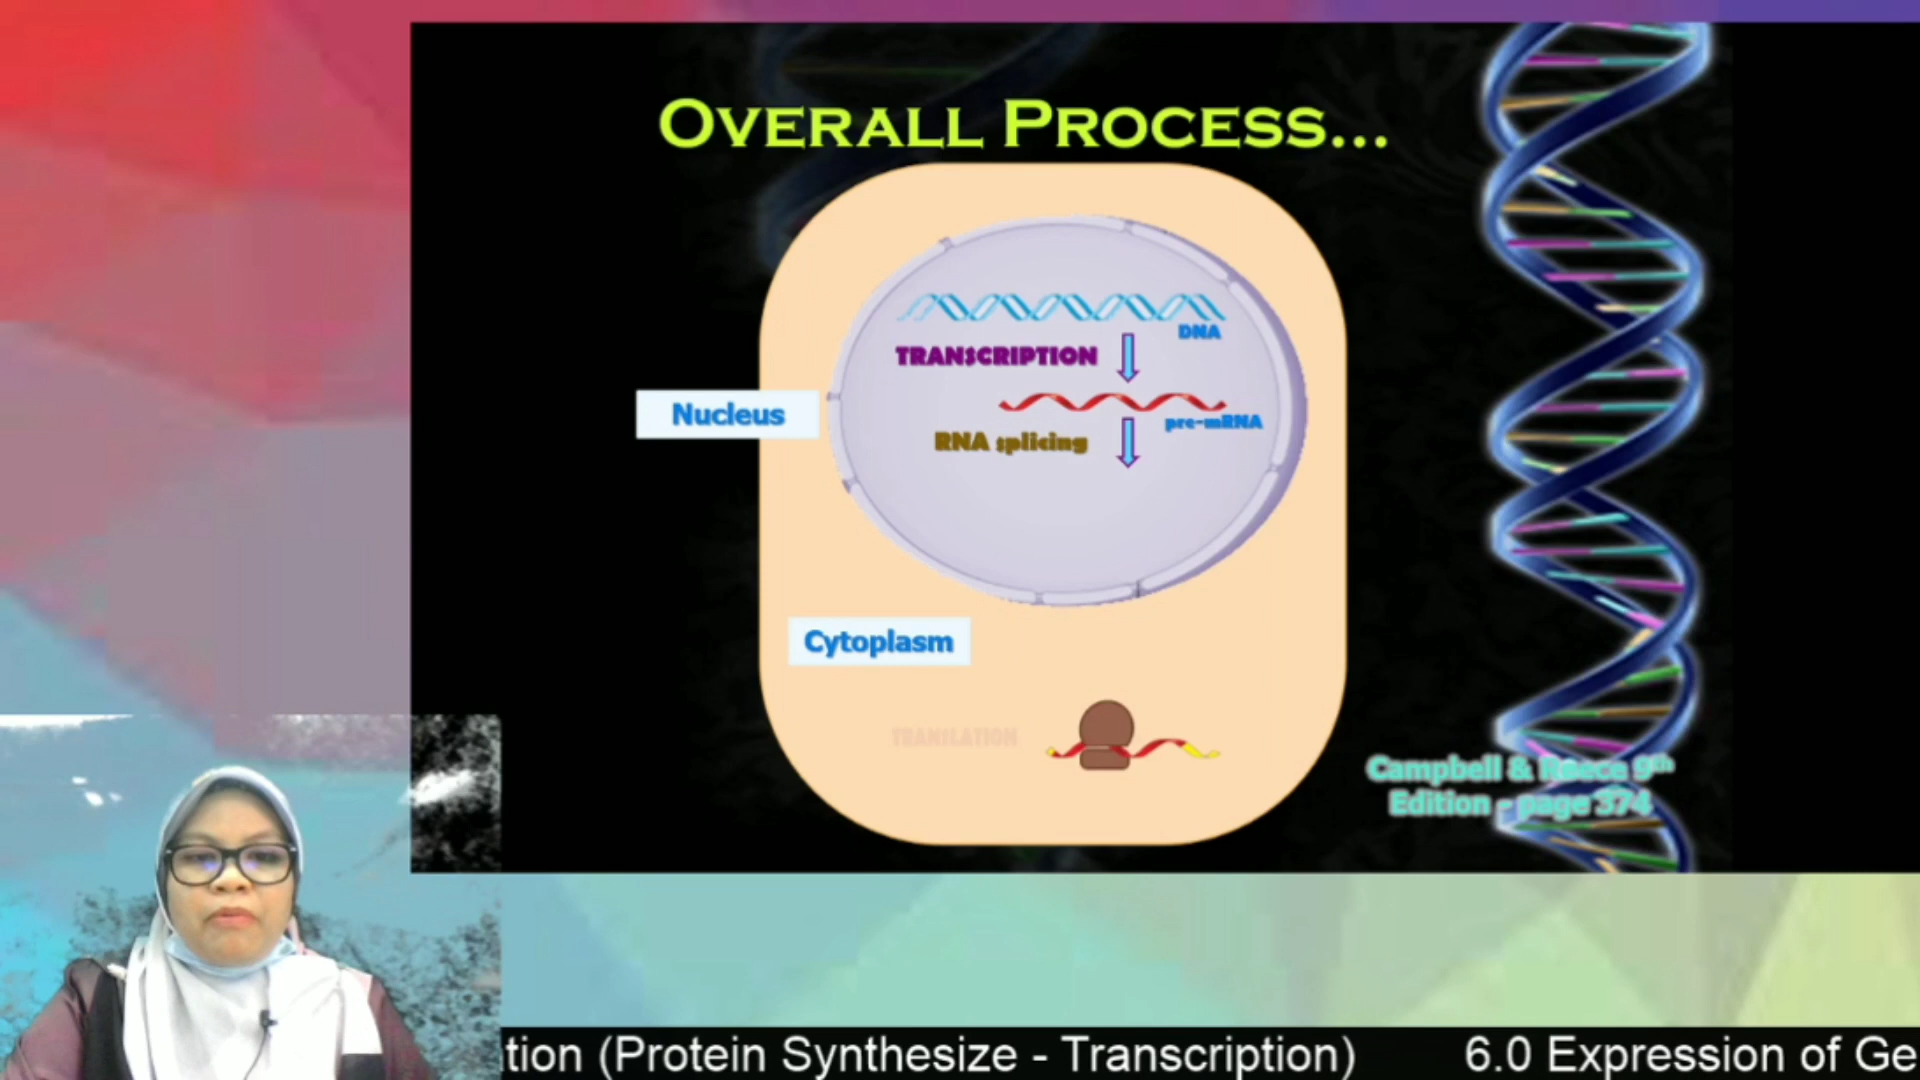 OVERALL PROCESS...
DNA
TRANSCRIPTION
Nucleus
pre-mRNA
RNA splicing
Cytoplasm
TRANSLATION
Campbell & Reece 9th
Edition - page 374
tion (Protein Synthesize - Transcription) 6.0 Expression of Ge